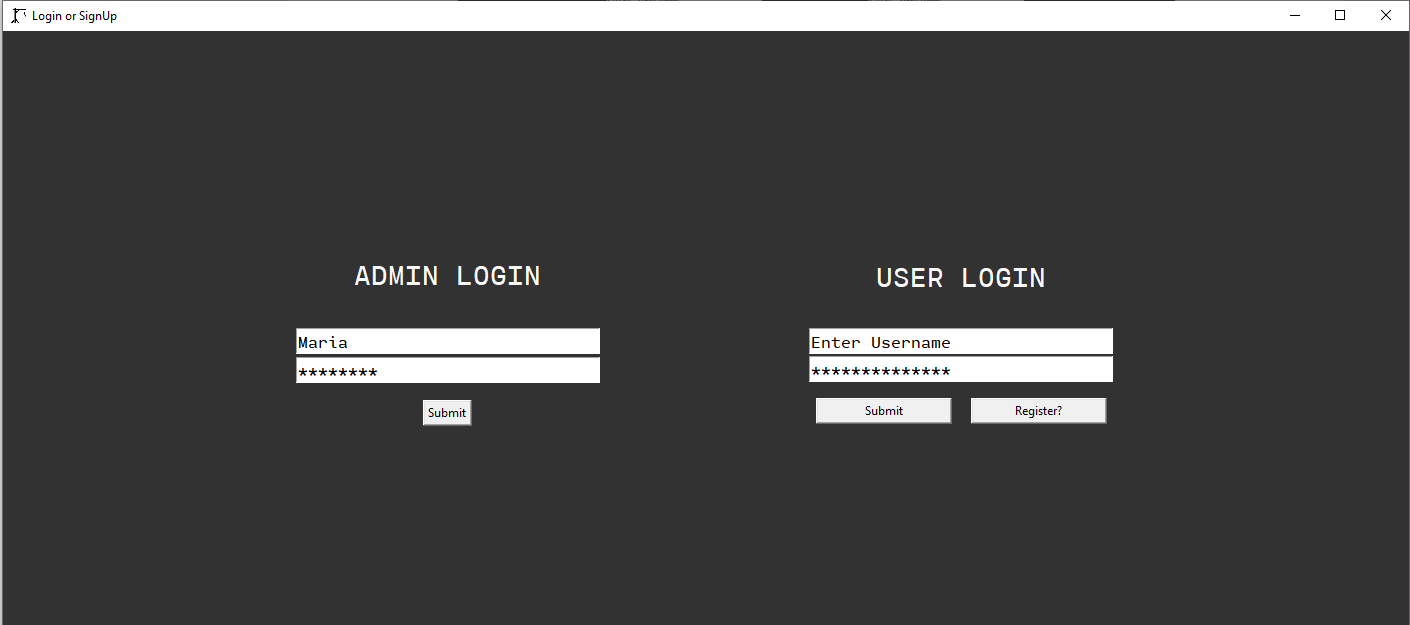 Login or SignUp
ADMIN LOGIN
Maria
********
Submit
USER LOGIN
Enter Username
**************
Submit
Register?